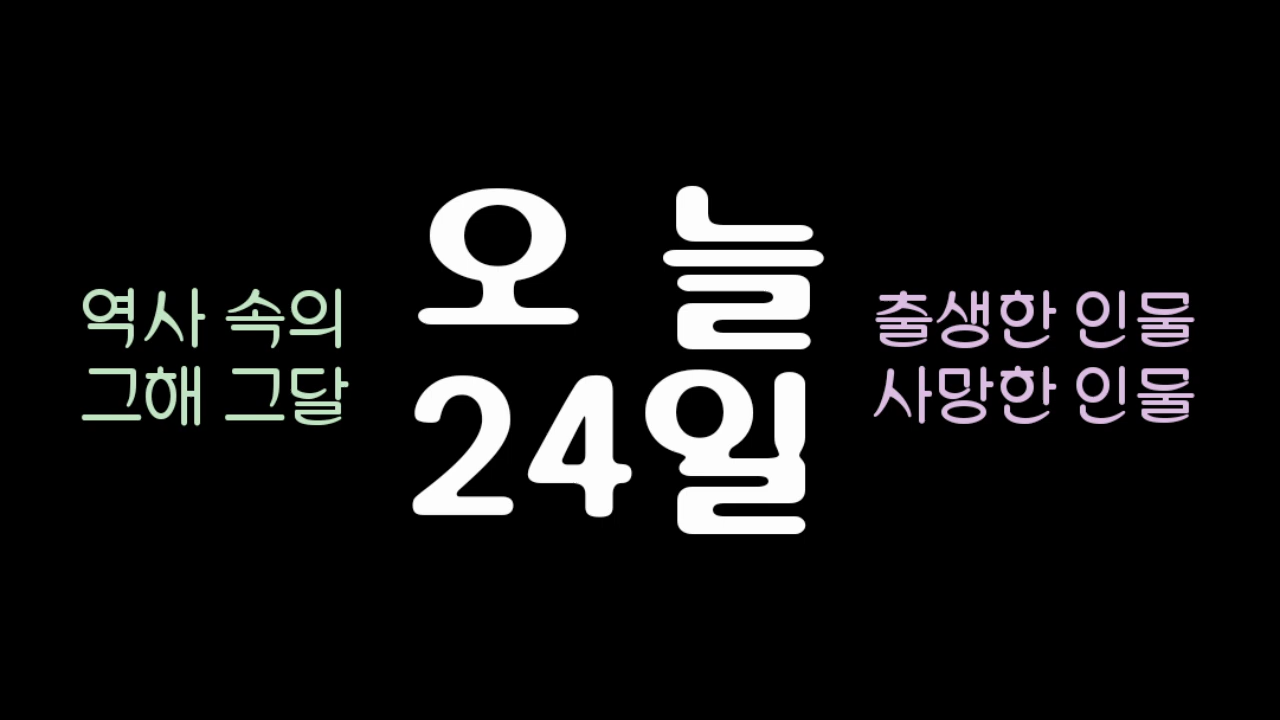 역사 속의
그해 그달
오 늘
24일
출생한 인물
사망한 인물